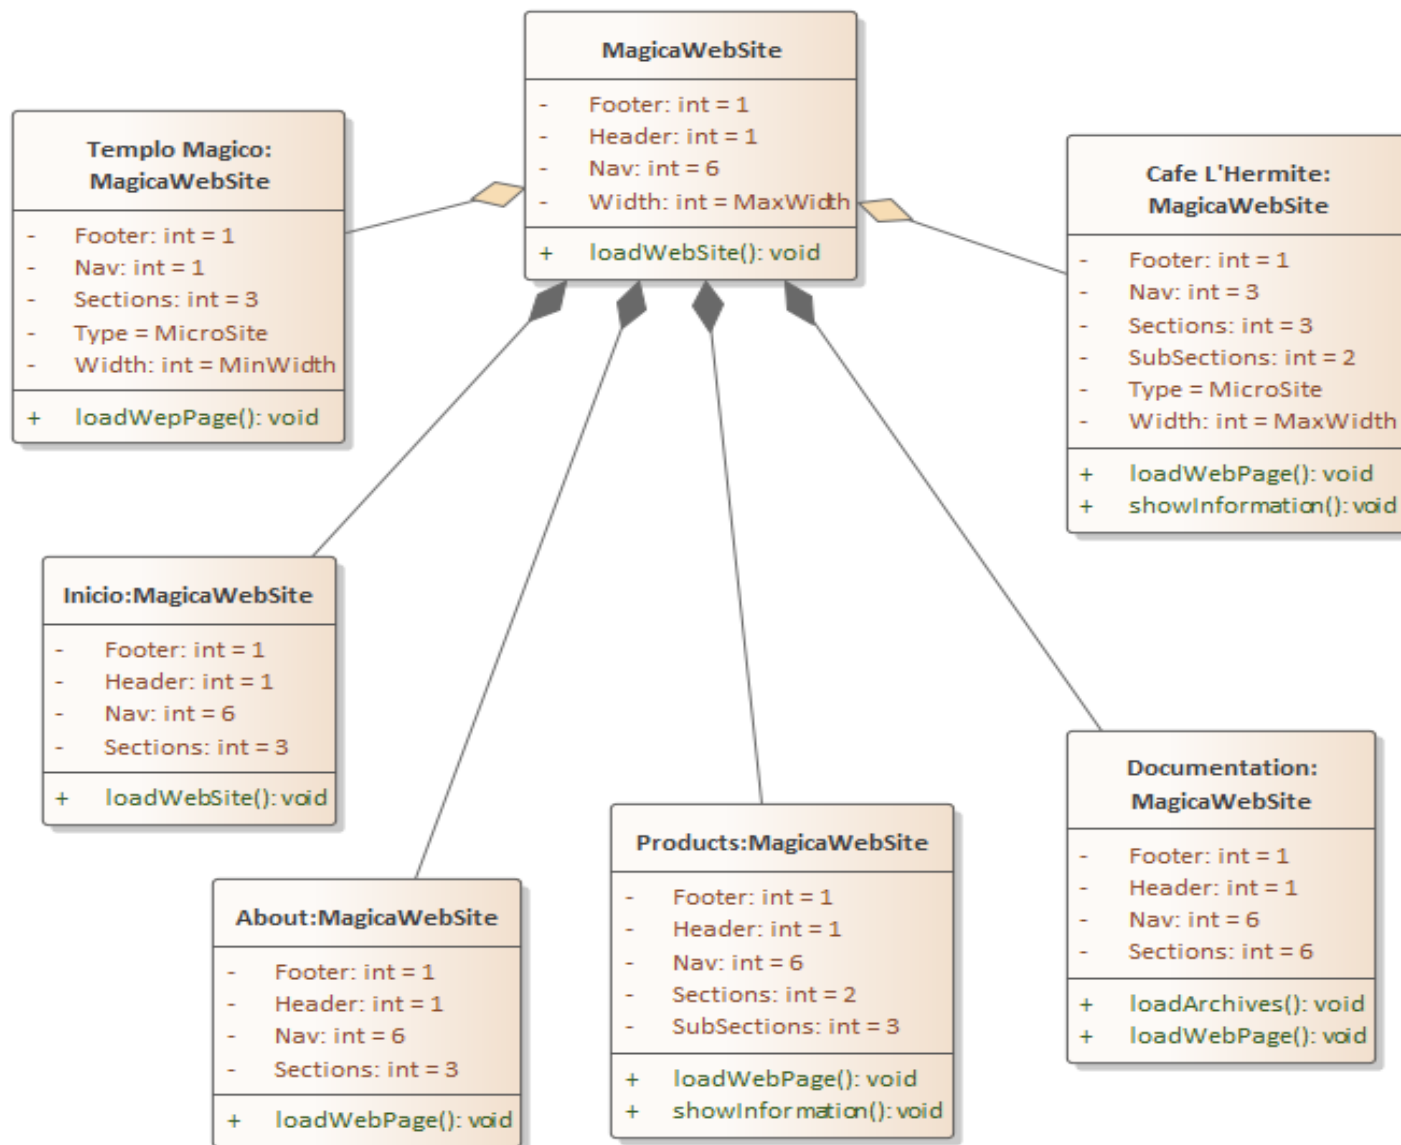 MagicaWebSite
- Footer: int = 1
- Header: int = 1
- Nav: int = 6
- Width: int = MaxWidth
+ loadWebSite(): void
Templo Magico:
MagicaWebSite
- Footer: int = 1
- Nav: int = 1
- Sections: int = 3
- Type = MicroSite
- Width: int = MinWidth
+ loadWepPage(): void
Cafe L'Hermite:
MagicaWebSite
- Footer: int = 1
- Nav: int = 3
- Sections: int = 3
- SubSections: int = 2
- Type = MicroSite
- Width: int = MaxWidth
+ loadWebPage(): void
+ showInformation(): void
Inicio:MagicaWebSite
- Footer: int = 1
- Header: int = 1
- Nav: int = 6
- Sections: int = 3
+ loadWebSite(): void
About:MagicaWebSite
- Footer: int = 1
- Header: int = 1
- Nav: int = 6
- Sections: int = 3
+ loadWebPage(): void
Products:MagicaWebSite
- Footer: int = 1
- Header: int = 1
- Nav: int = 6
- Sections: int = 2
- SubSections: int = 3
+ loadWebPage(): void
+ showInformation(): void
Documentation:
MagicaWebSite
- Footer: int = 1
- Header: int = 1
- Nav: int = 6
- Sections: int = 6
+ loadArchives(): void
+ loadWebPage(): void